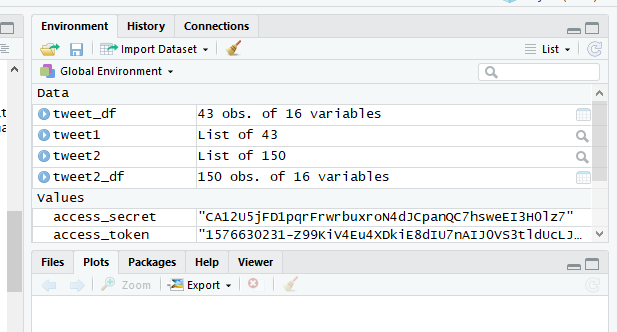 Environment History Connections
Import Dataset List
Global Environment
Data
tweet_df 43 obs. of 16 variables
tweet1 List of 43
tweet2 List of 150
tweet2_df 150 obs. of 16 variables
Values
access_secret "CA12U5jFD1pqrFrwrbuxroN4dJCpanQC7hsweEI3HOlz7"
access_token "1576630231-Z99KiV4Eu4XDkiE8dIU7nAIJ0VS3tldUcLJ…
Files Plots Packages Help Viewer
Zoom Export